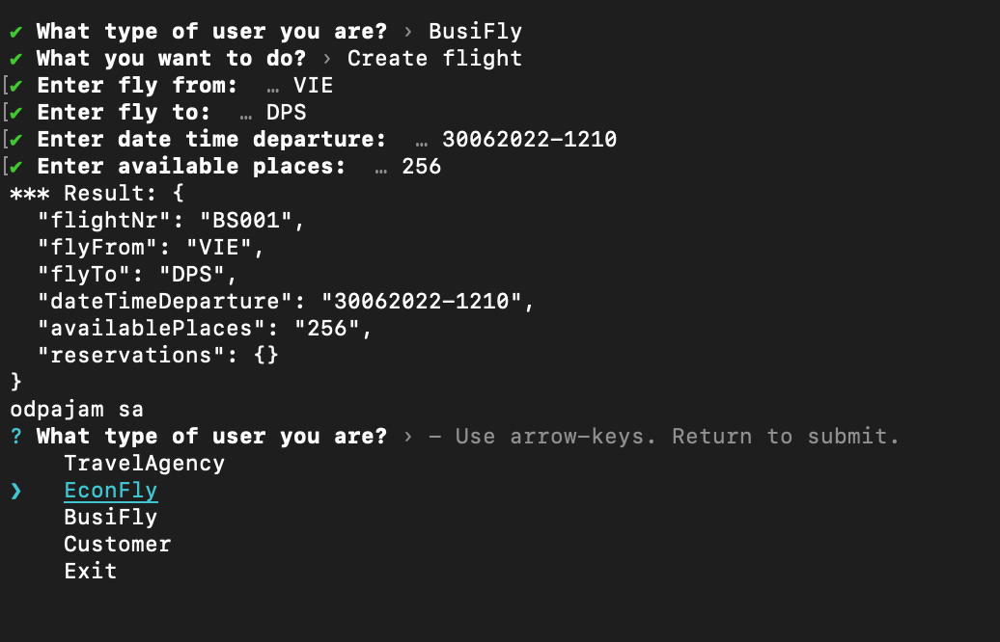 ✔ What type of user you are? › BusiFly
✔ What you want to do? › Create flight
[✔ Enter fly from:  … VIE
[✔ Enter fly to:  … DPS
[✔ Enter date time departure:  … 30062022-1210
[✔ Enter available places:  … 256
*** Result: {
  "flightNr": "BS001",
  "flyFrom": "VIE",
  "flyTo": "DPS",
  "dateTimeDeparture": "30062022-1210",
  "availablePlaces": "256",
  "reservations": {}
}
odpajam sa
? What type of user you are? › - Use arrow-keys. Return to submit.
    TravelAgency
❯   EconFly
    BusiFly
    Customer
    Exit